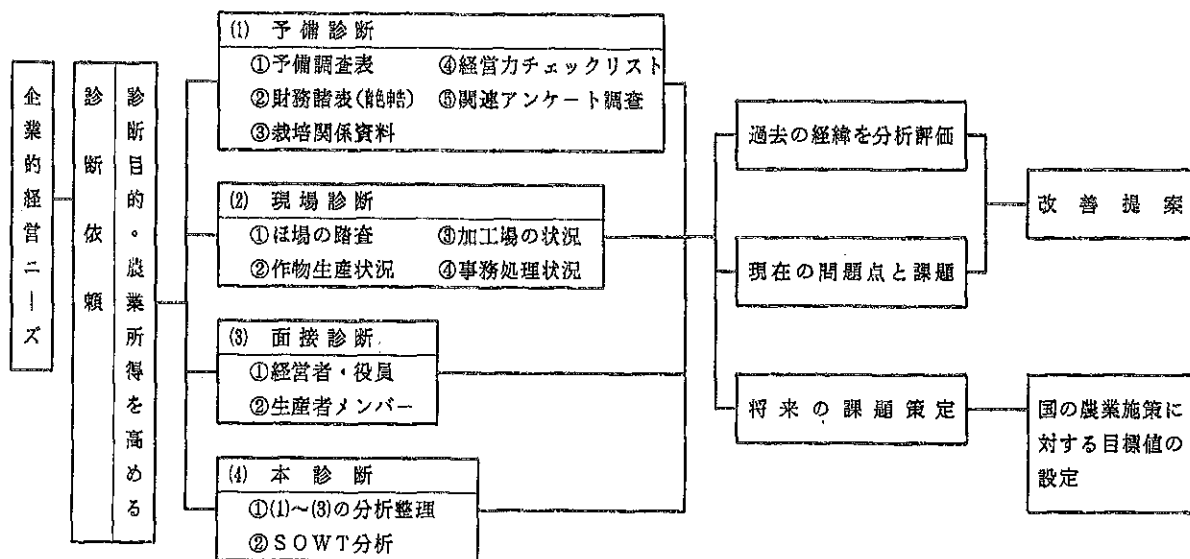 企業的経営ニーズ
診断依頼
診断目的。農業所得を高める
(1) 予備診断
①予備調査表
④経営力チェックリスト
②財務諸表
⑤関連アンケート調査
③栽培関係資料
(2) 現場診断
①ほ場の踏査
③加工場の状況
②作物生産状況
④事務処理状況
(3) 面接診断
①経営者・役員
②生産者メンバー
(4) 本診断
①(1)～(3)の分析整理
②SOWT分析
過去の経緯を分析評価
現在の問題点と課題
将来の課題策定
改善提案
国の農業施策に
対する目標値の
設定